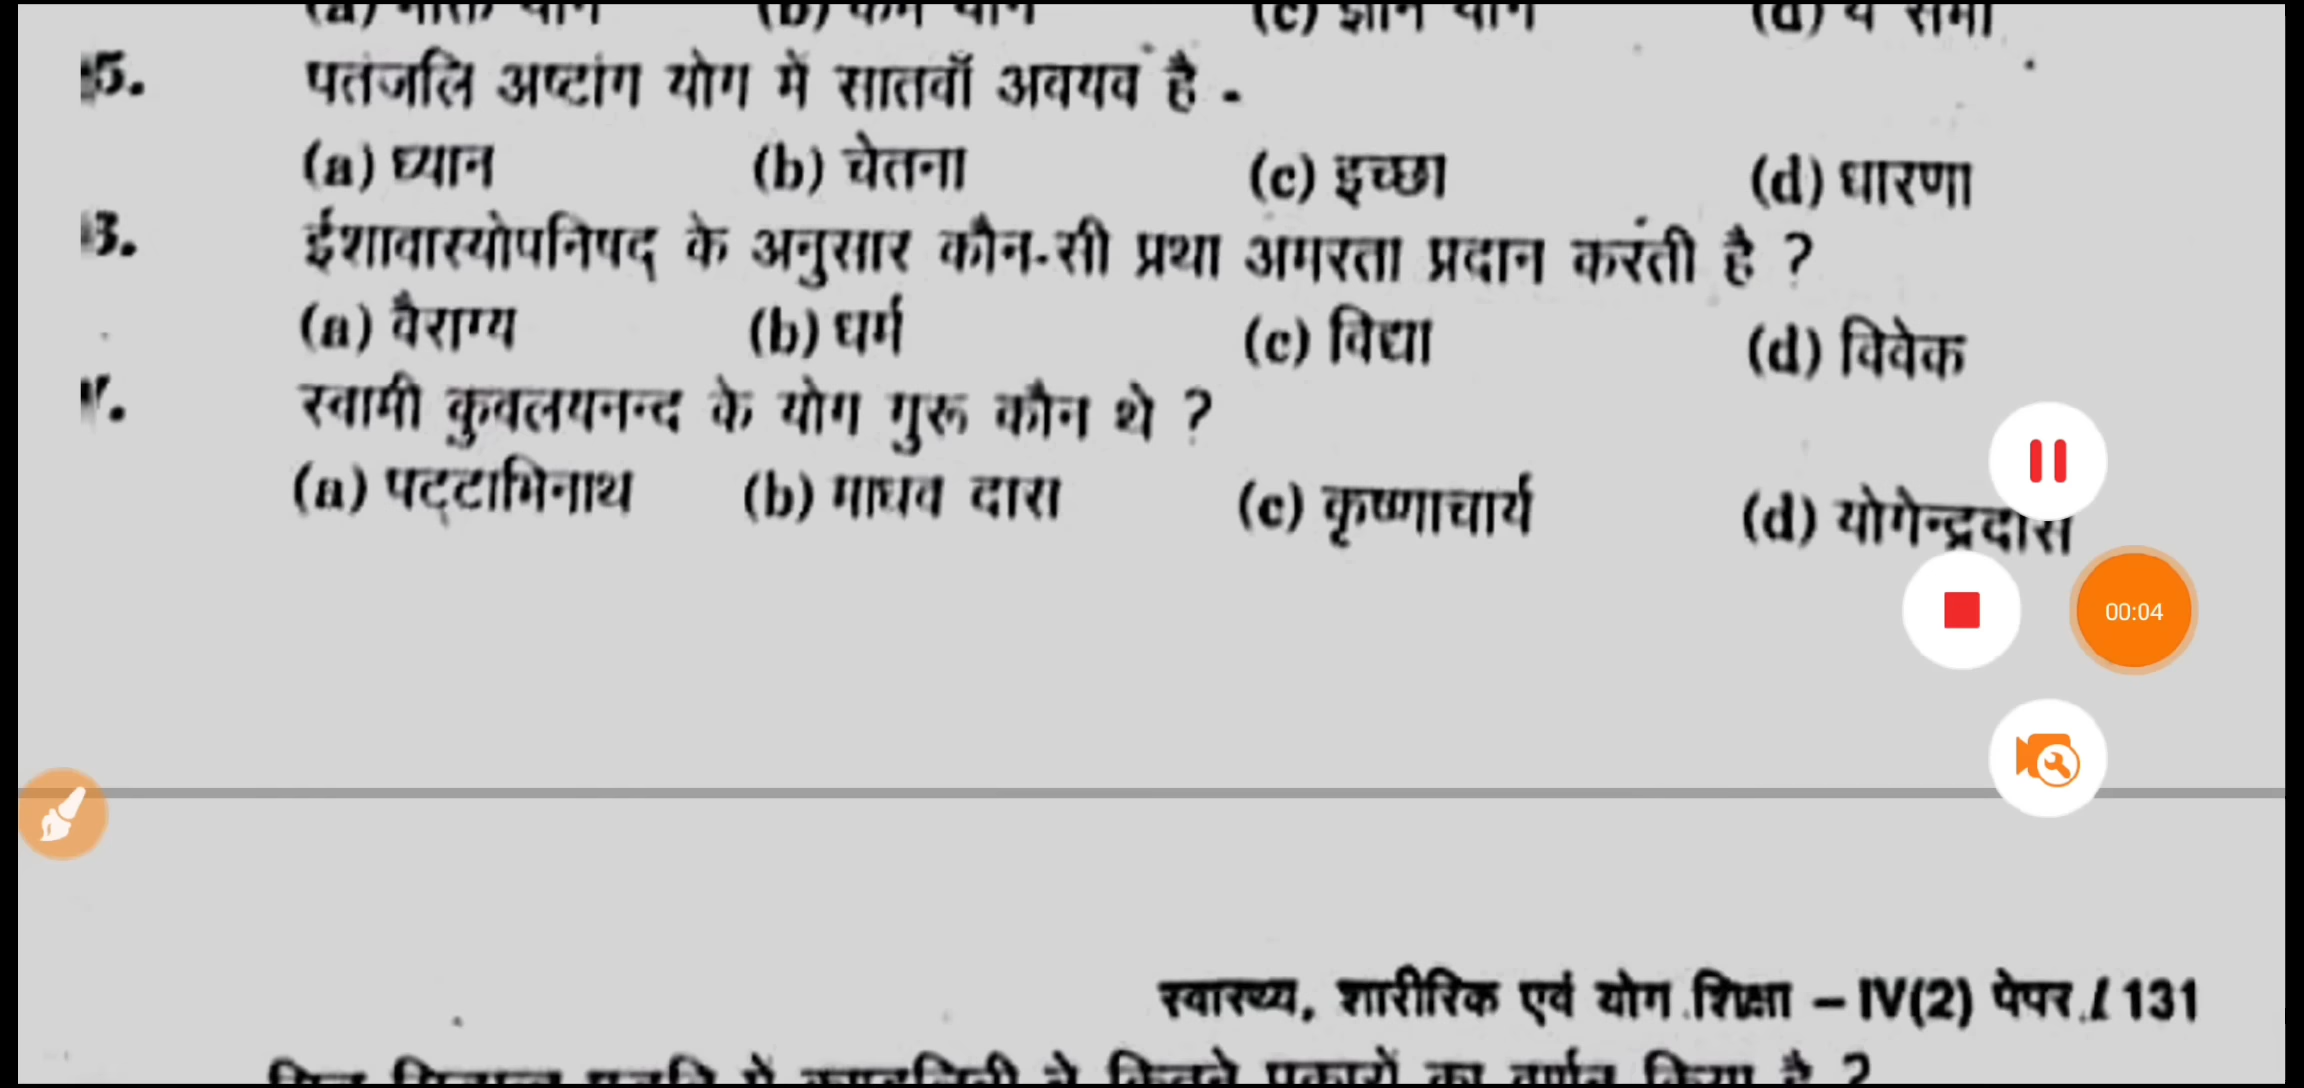 5. पतंजलि अष्टांग योग में सातवॉ अवयव है -
(a) ध्यान (b) चेतना (c) इच्छा (d) धारणा
ईशावास्योपनिषद् के अनुसार कौन-सी प्रथा अमरता प्रदान करती है ?
(a) वैराग्य (b) धर्म (c) विद्या (d) विवेक
स्वामी कुवलयनन्द के योग गुरू कौन थे ?
(a) पट्टाभिनाथ (b) माधव दास (c) कृष्णाचार्य (d) योगेन्द्रदास
00:04
स्वास्थ्य, शारीरिक एवं योग शिक्षा – IV(2) पेपर / 131